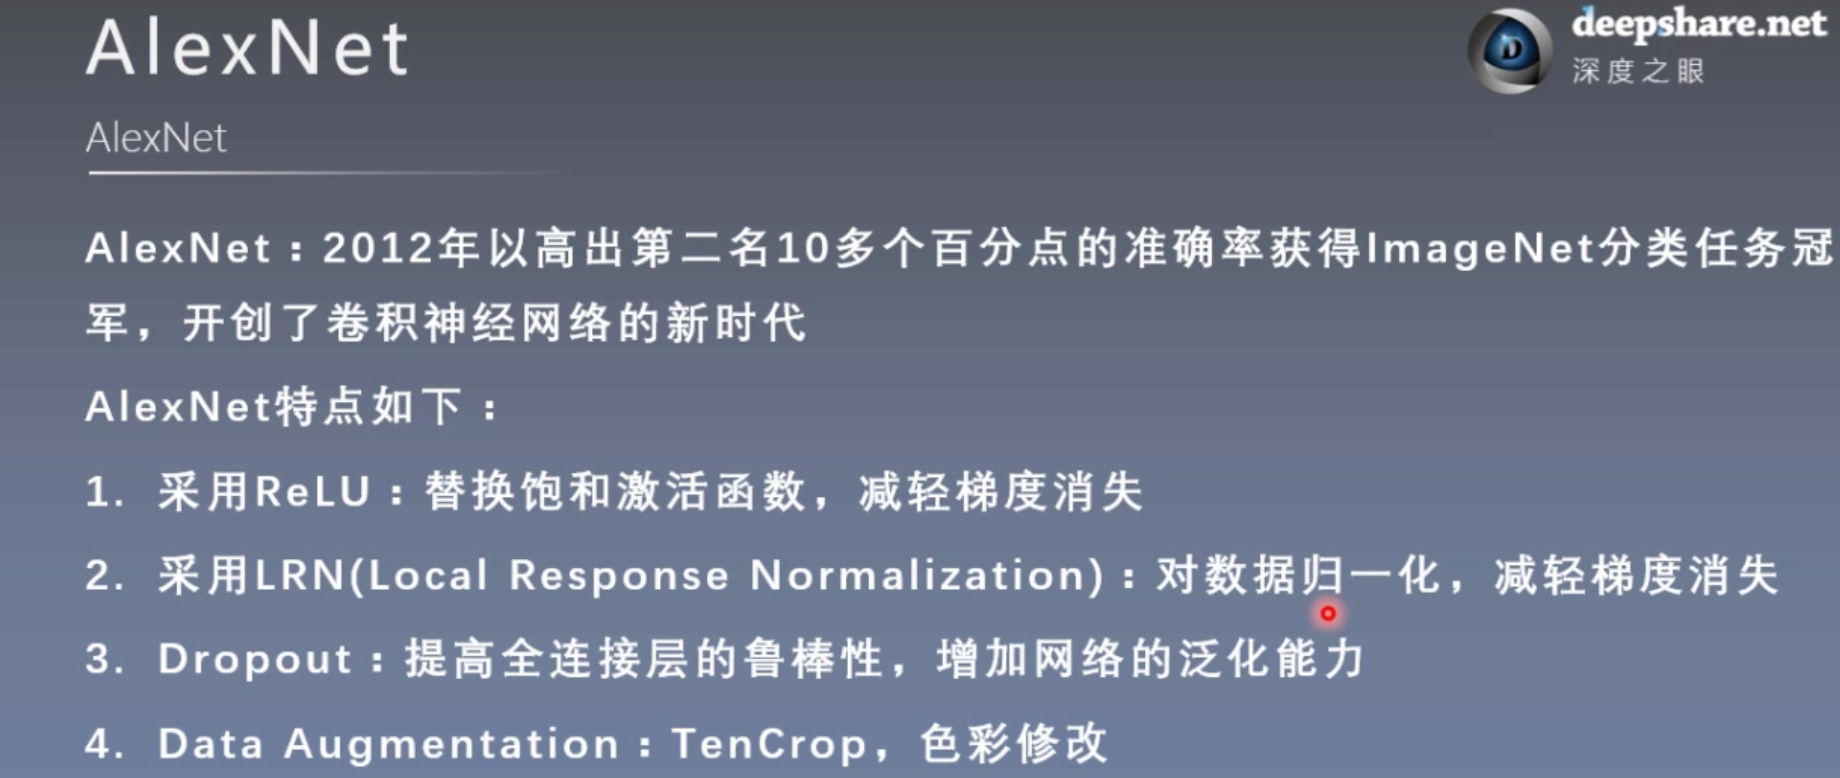 AlexNet
deepshare.net
深度之眼
AlexNet
AlexNet：2012年以高出第二名10多个百分点的准确率获得ImageNet分类任务冠
军，开创了卷积神经网络的新时代
AlexNet特点如下：
1. 采用ReLU：替换饱和激活函数，减轻梯度消失
2. 采用LRN(Local Response Normalization)：对数据归一化，减轻梯度消失
3. Dropout：提高全连接层的鲁棒性，增加网络的泛化能力
4. Data Augmentation：TenCrop，色彩修改